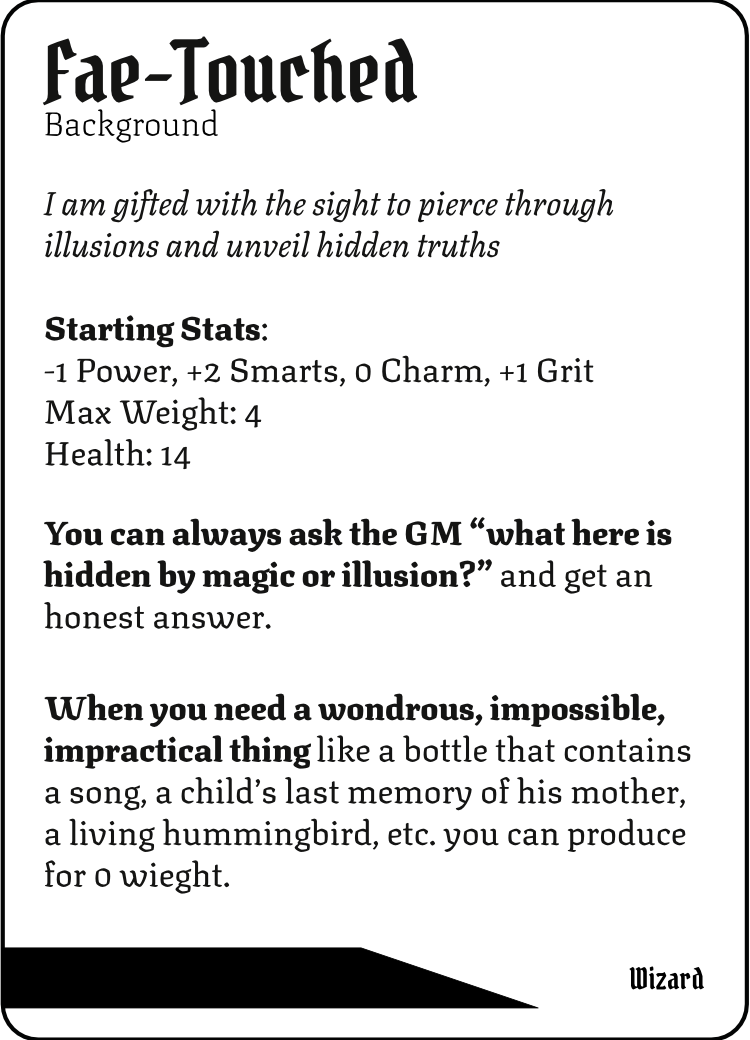 Fae-Touched
Background
I am gifted with the sight to pierce through
illusions and unveil hidden truths
Starting Stats:
-1 Power, +2 Smarts, 0 Charm, +1 Grit
Max Weight: 4
Health: 14
You can always ask the GM “what here is
hidden by magic or illusion?” and get an
honest answer.
When you need a wondrous, impossible,
impractical thing like a bottle that contains
a song, a child’s last memory of his mother,
a living hummingbird, etc. you can produce
for 0 wieght.
Wizard